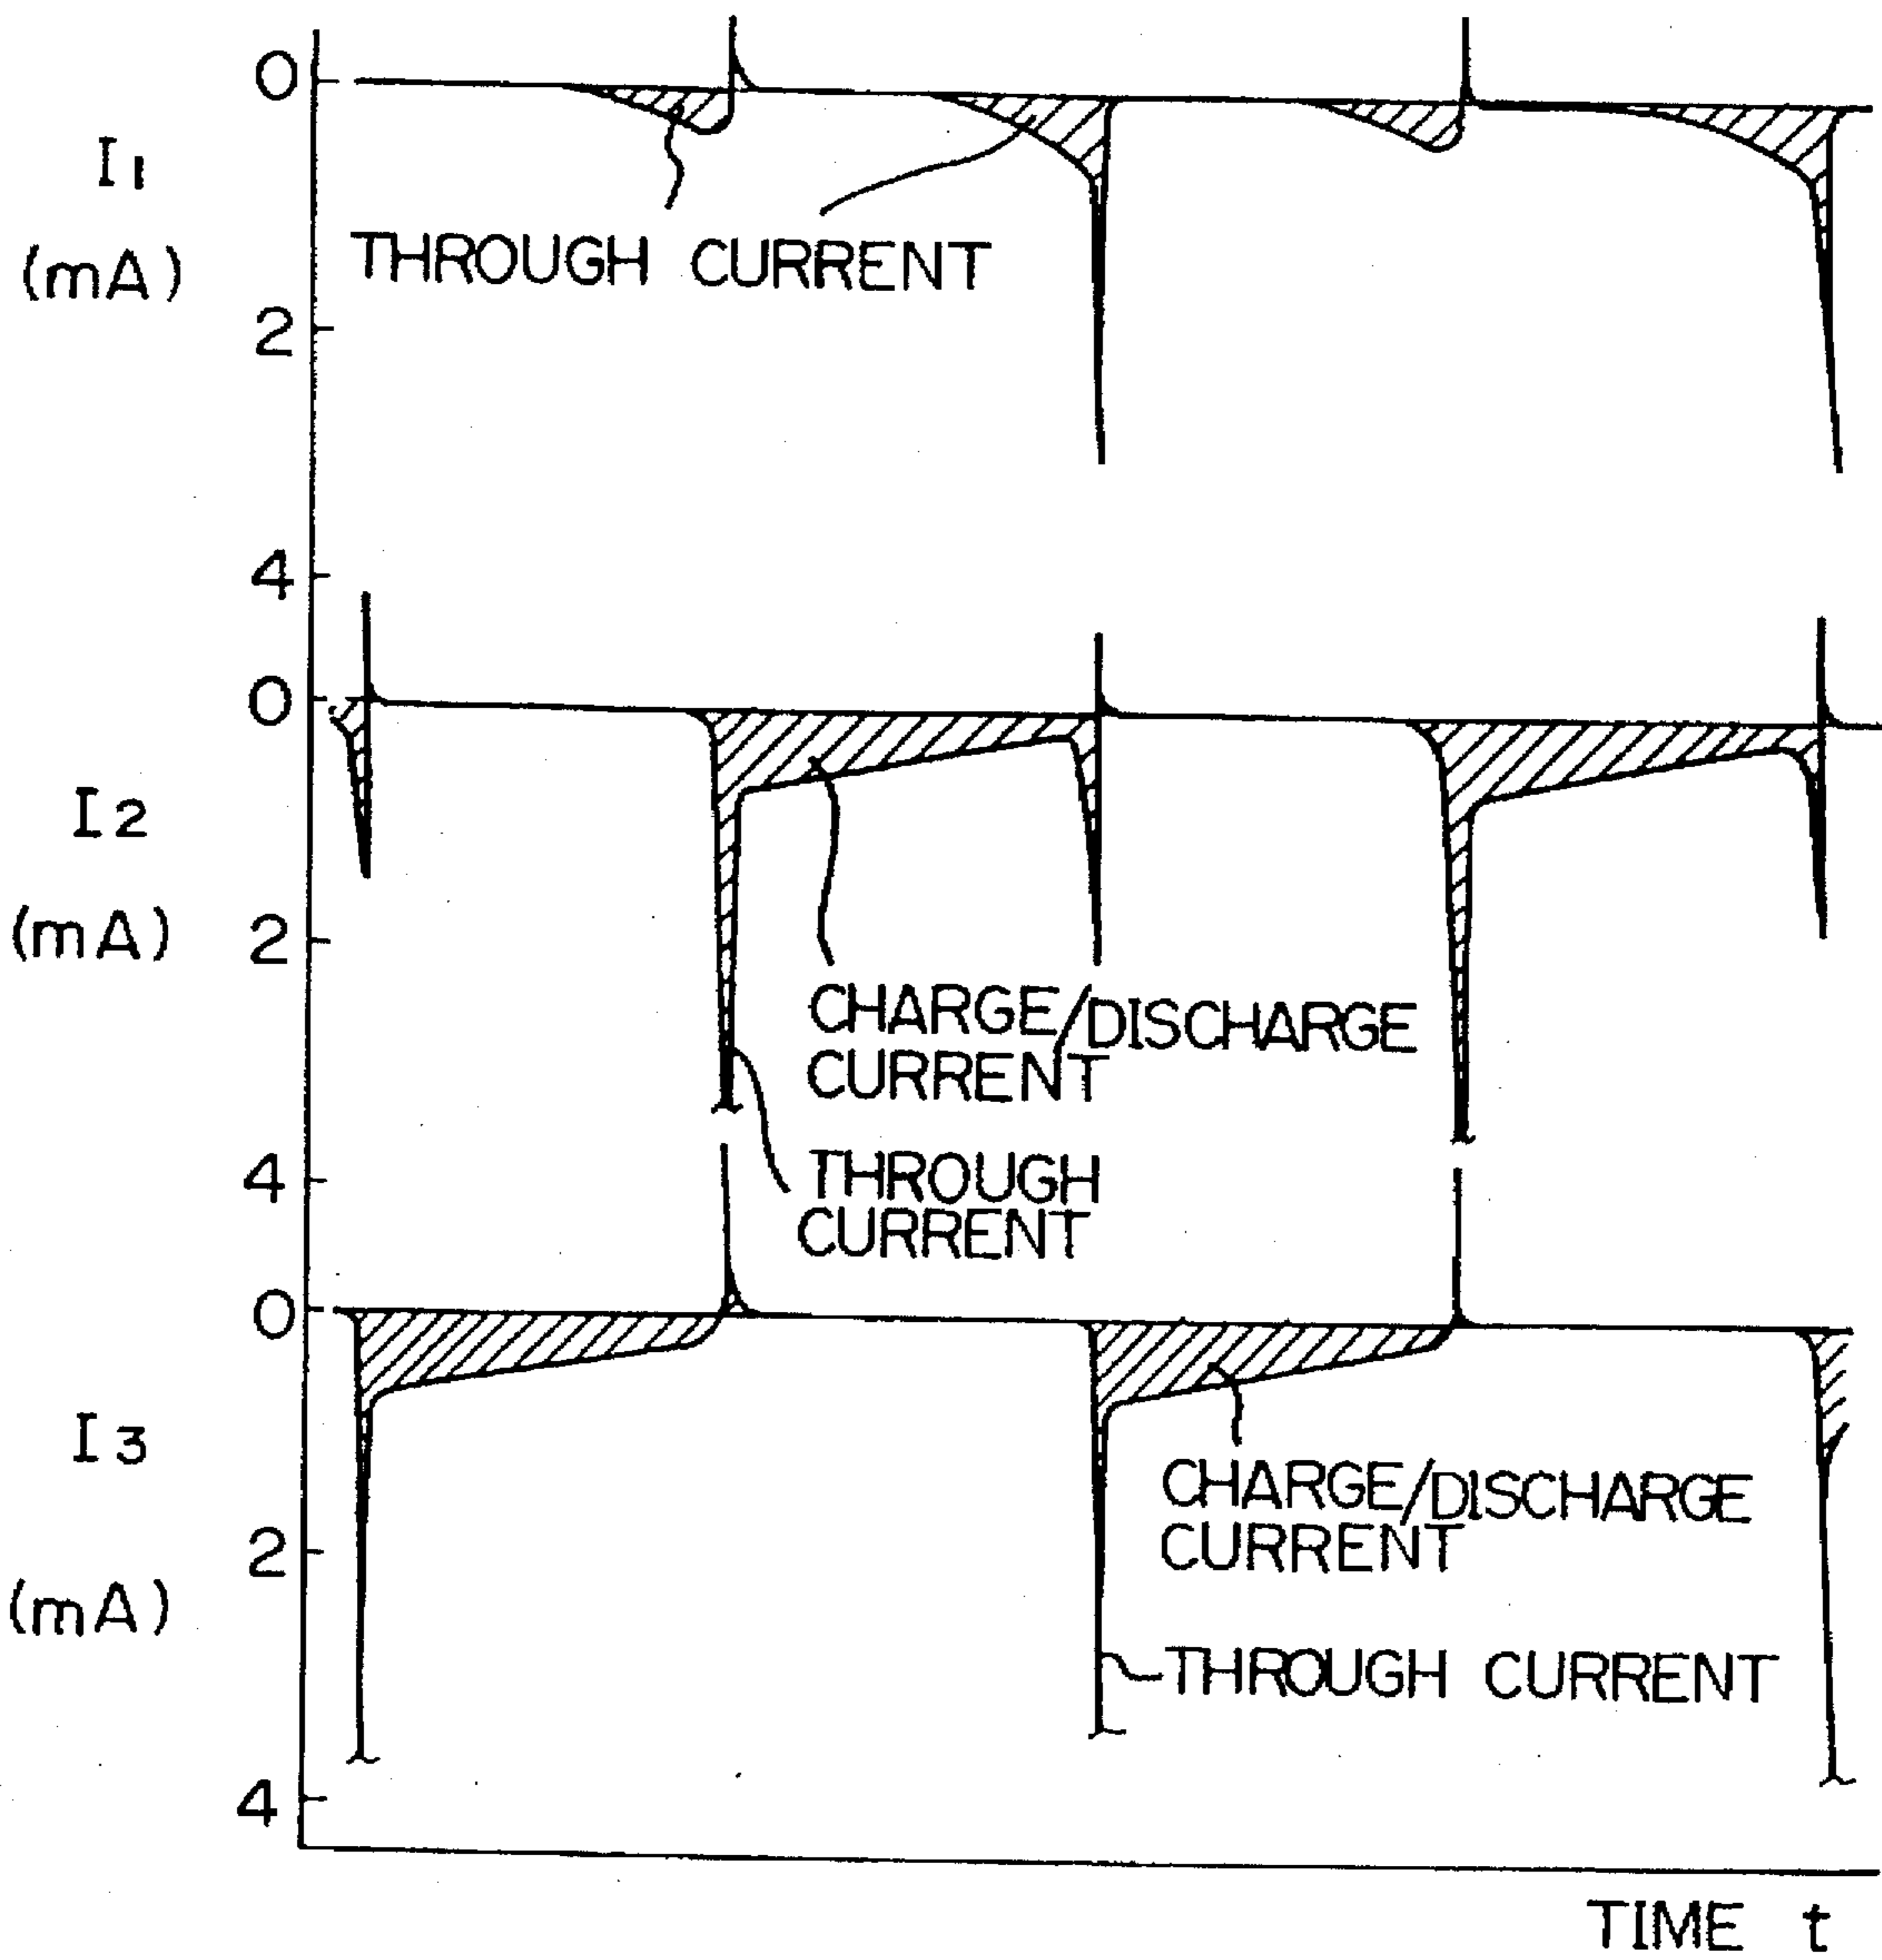 0
I1
(mA)
THROUGH CURRENT
2
4
0
I2
(mA)
2
CHARGE/DISCHARGE
CURRENT
4
THROUGH
CURRENT
0
I3
(mA)
CHARGE/DISCHARGE
CURRENT
2
THROUGH CURRENT
4
TIME t